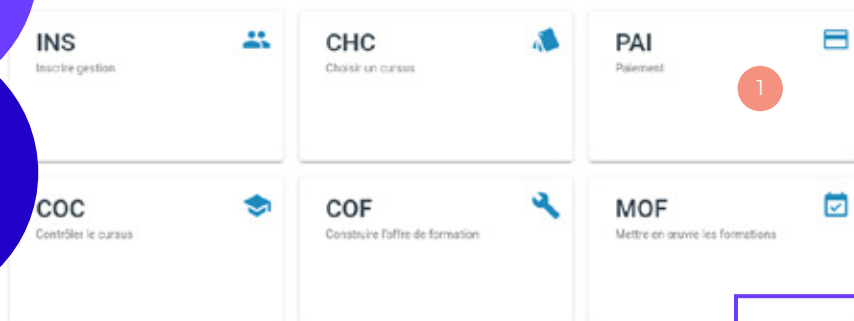 INS
Inscrire gestion
CHC
Choisir un cursus
PAI
Paiement
1
COC
Contrôler le cursus
COF
Construire l'offre de formation
MOF
Mettre en œuvre les formations